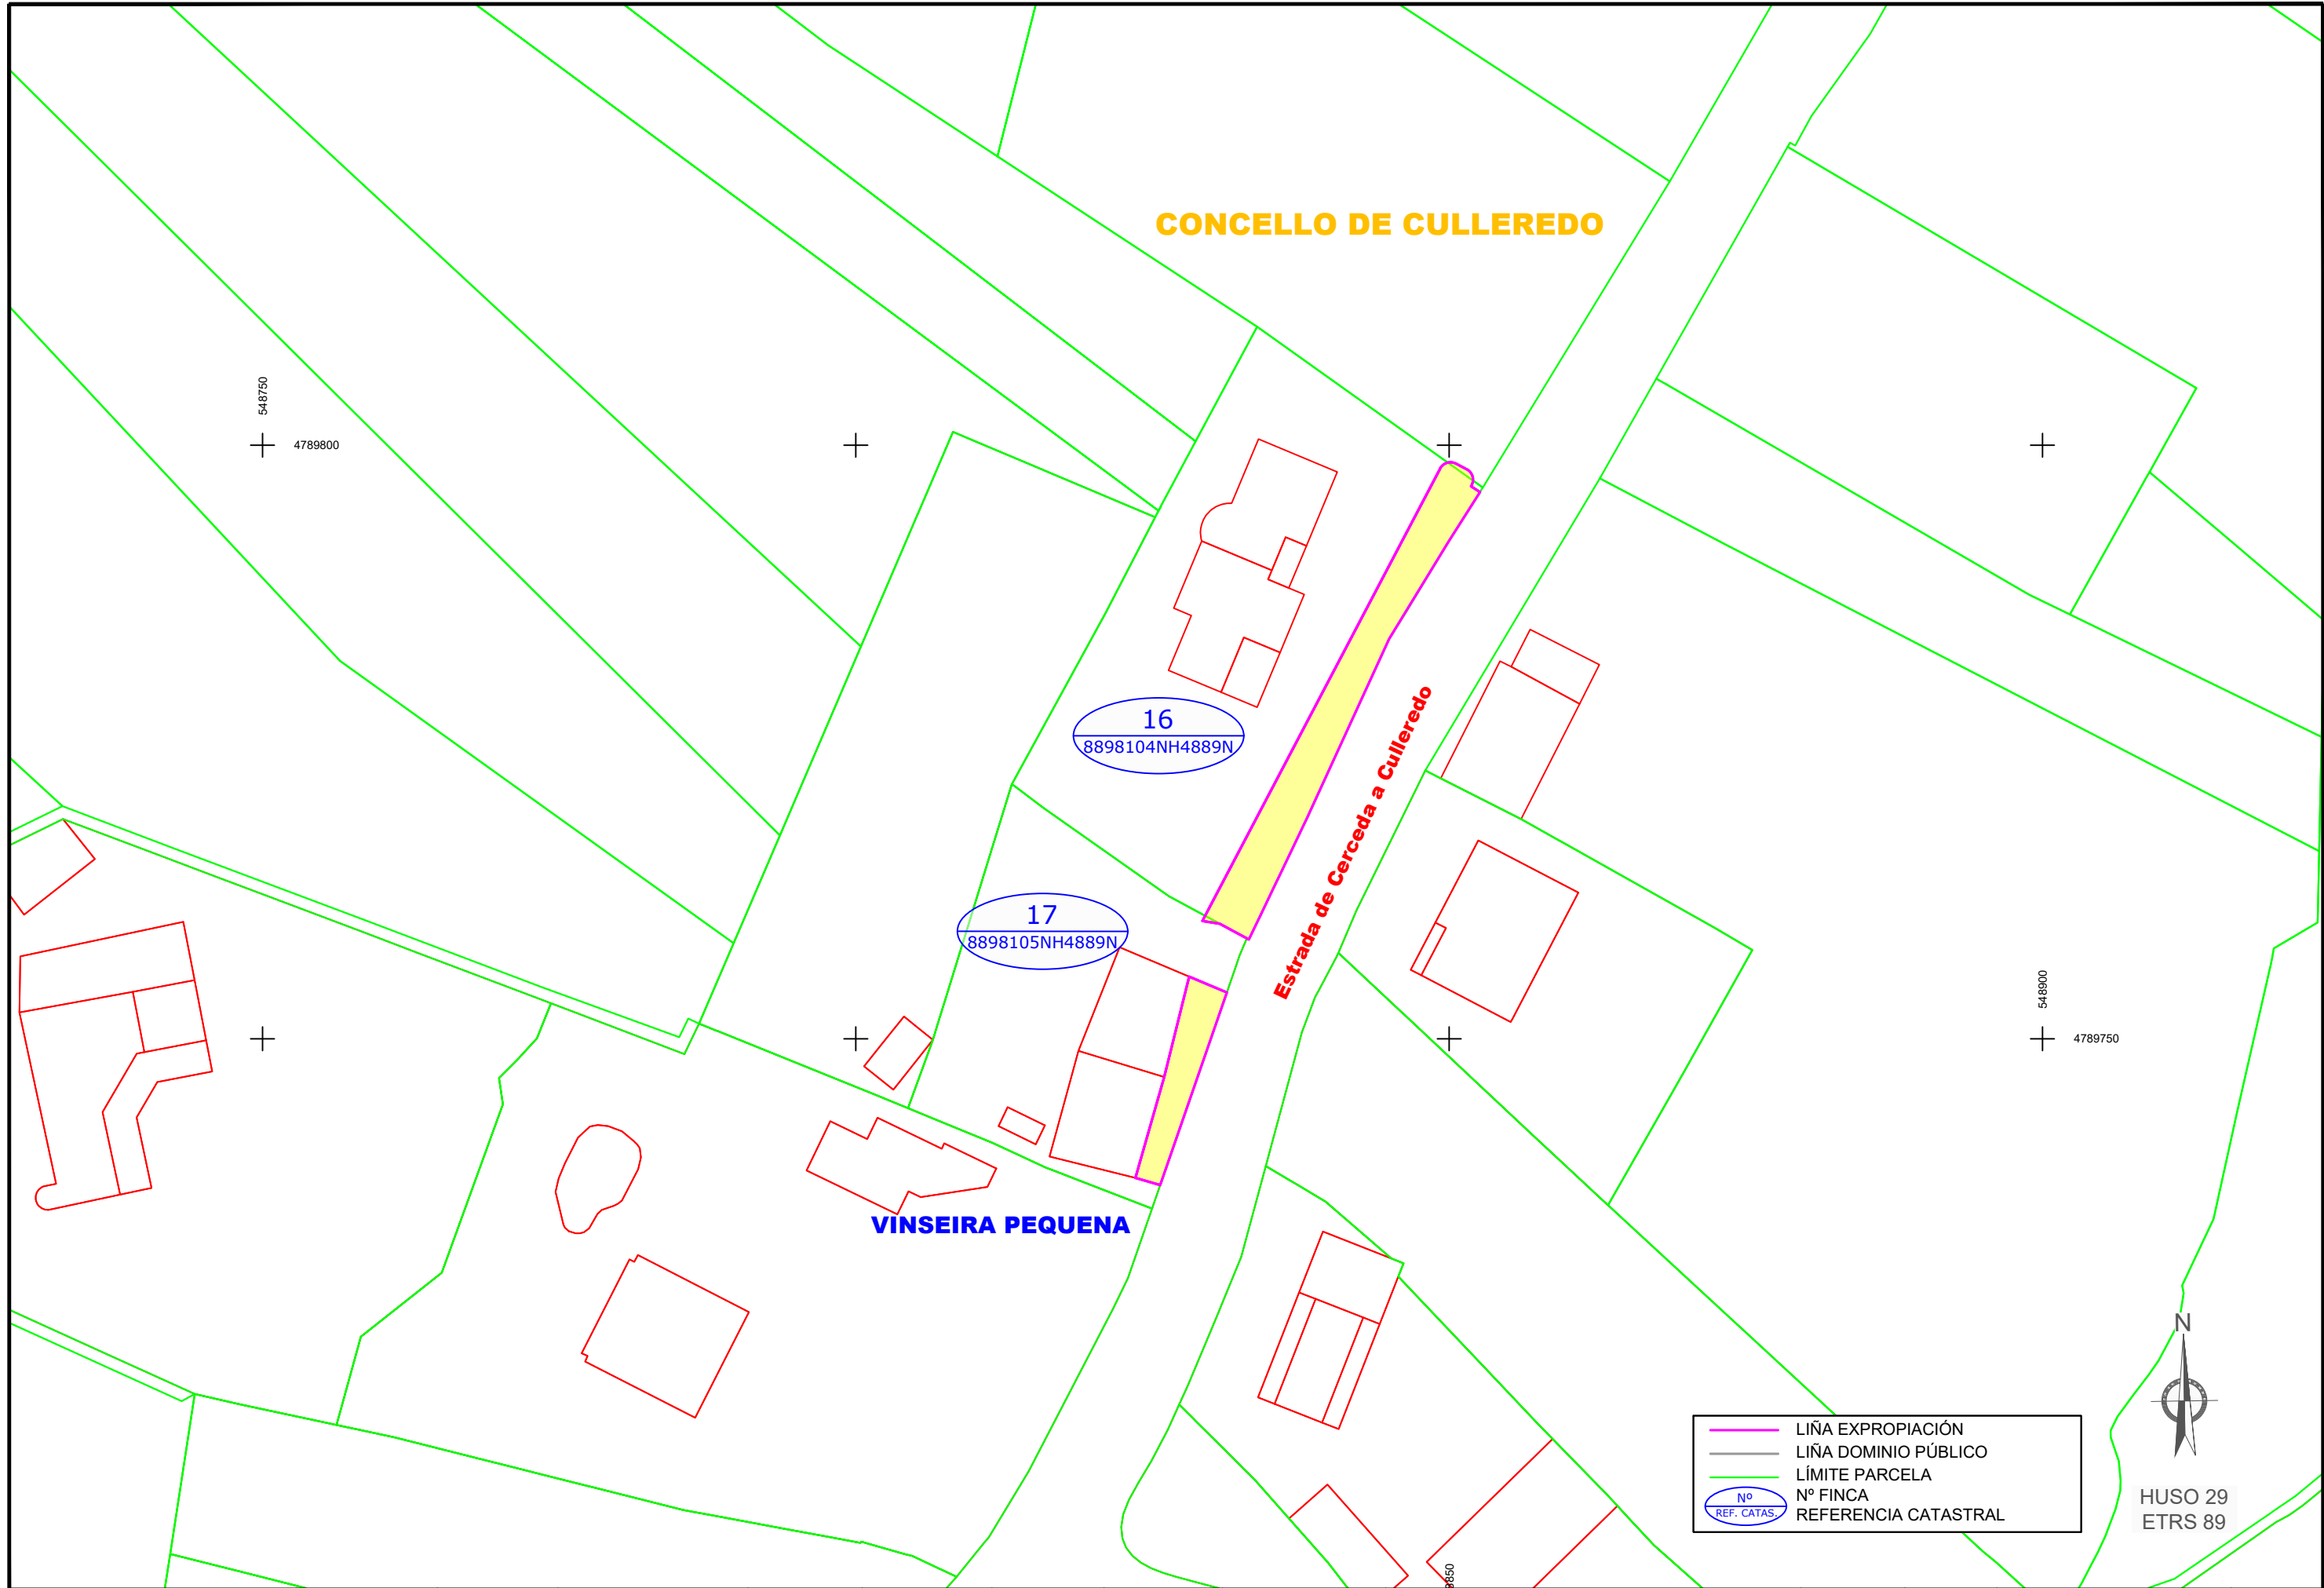 CONCELLO DE CULLEREDO
548750
4789800
16
8898104NH4889N
Estrada de Cerceda a Culleredo
17
8898105NH4889N
548900
4789750
VINSEIRA PEQUENA
N
LIÑA EXPROPIACIÓN
LIÑA DOMINIO PÚBLICO
LÍMITE PARCELA
Nº
REF. CATAS.
Nº FINCA
REFERENCIA CATASTRAL
HUSO 29
ETRS 89